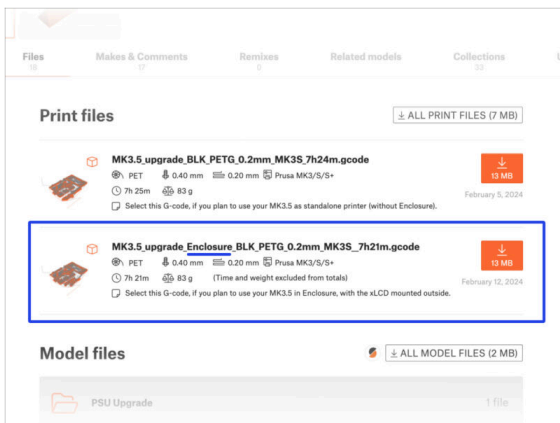 Files
Makes & Comments
Remixes
Related models
Collections
18
17
0
23
Print files
ALL PRINT FILES (7 MB)
MK3.5_upgrade_BLK_PETG_0.2mm_MK3S_7h24m.gcode
PET 0.40 mm 0.20 mm Prusa MK3/S/S+
13 MB
7h 25m 83 g
February 5, 2024
Select this G-code, if you plan to use your MK3.5 as standalone printer (without Enclosure).
MK3.5_upgrade_Enclosure_BLK_PETG_0.2mm_MK3S__7h21m.gcode
PET 0.40 mm 0.20 mm Prusa MK3/S/S+
13 MB
7h 21m 83 g (Time and weight excluded from totals)
February 12, 2024
Select this G-code, if you plan to use your MK3.5 in Enclosure, with the xLCD mounted outside.
Model files
ALL MODEL FILES (2 MB)
PSU Upgrade
1 file